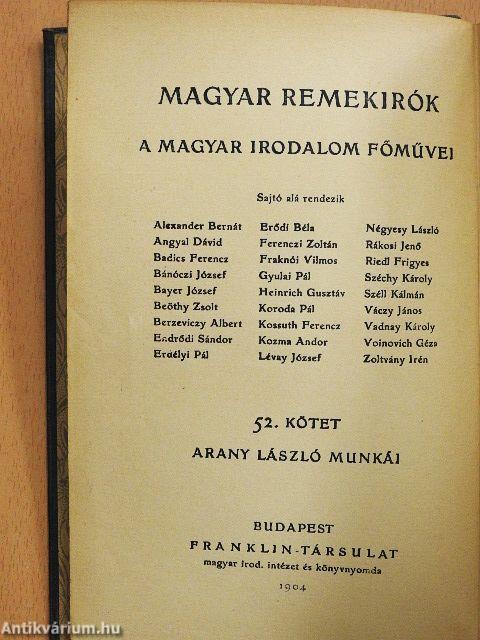 MAGYAR REMEKIRÓK
A MAGYAR IRODALOM FŐMŰVEI
Sajtó alá rendezik
Alexander Bernát
Angyal Dávid
Badics Ferencz
Bánóczi József
Bayer József
Beöthy Zsolt
Berzeviczy Albert
Endrődi Sándor
Erdélyi Pál
Erődi Béla
Ferenczi Zoltán
Fraknói Vilmos
Gyulai Pál
Heinrich Gusztáv
Koroda Pál
Kossuth Ferencz
Kozma Andor
Lévay József
Négyesy László
Rákosi Jenő
Riedl Frigyes
Széchy Károly
Széll Kálmán
Váczy János
Vadnay Károly
Voinovich Géza
Zoltvány Irén
52. KÖTET
ARANY LÁSZLÓ MUNKÁI
BUDAPEST
FRANKLIN-TÁRSULAT
magyar irod. intézet és könyvnyomda
1904
Antikvárium.hu